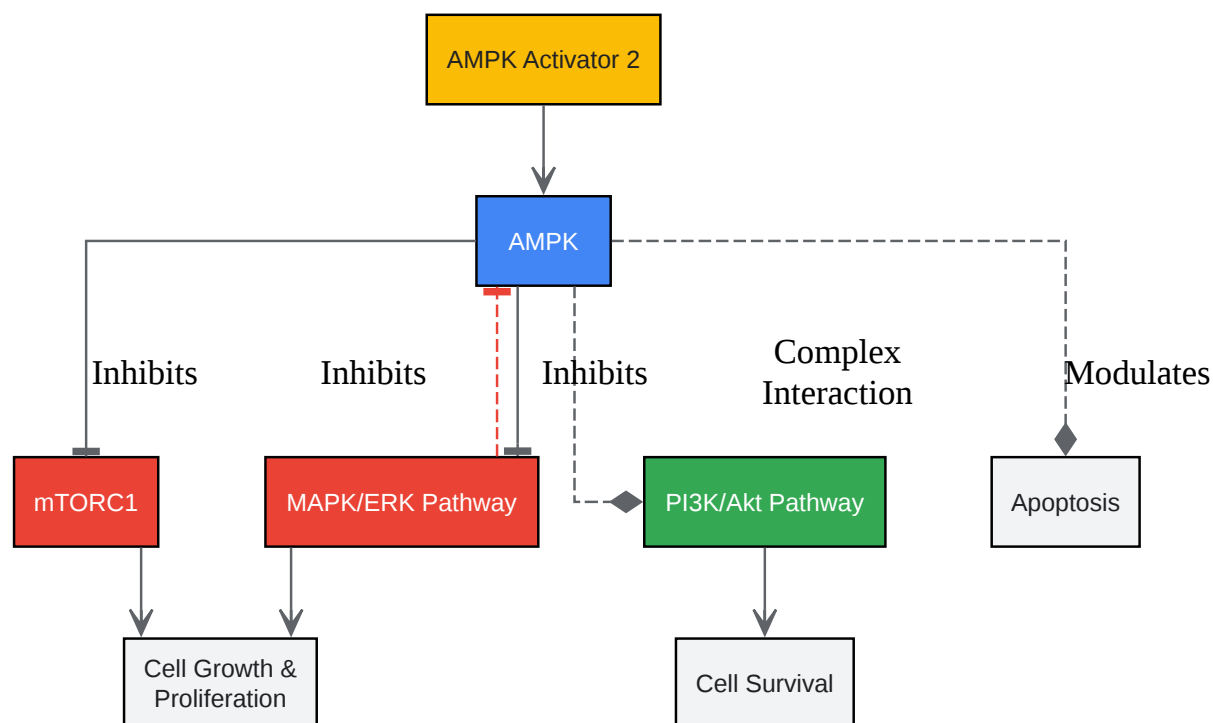 AMPK Activator 2
AMPK
Inhibits
Inhibits
Inhibits
Complex
Interaction
Modulates
mTORC1
MAPK/ERK Pathway
PI3K/Akt Pathway
Apoptosis
Cell Growth &
Proliferation
Cell Survival